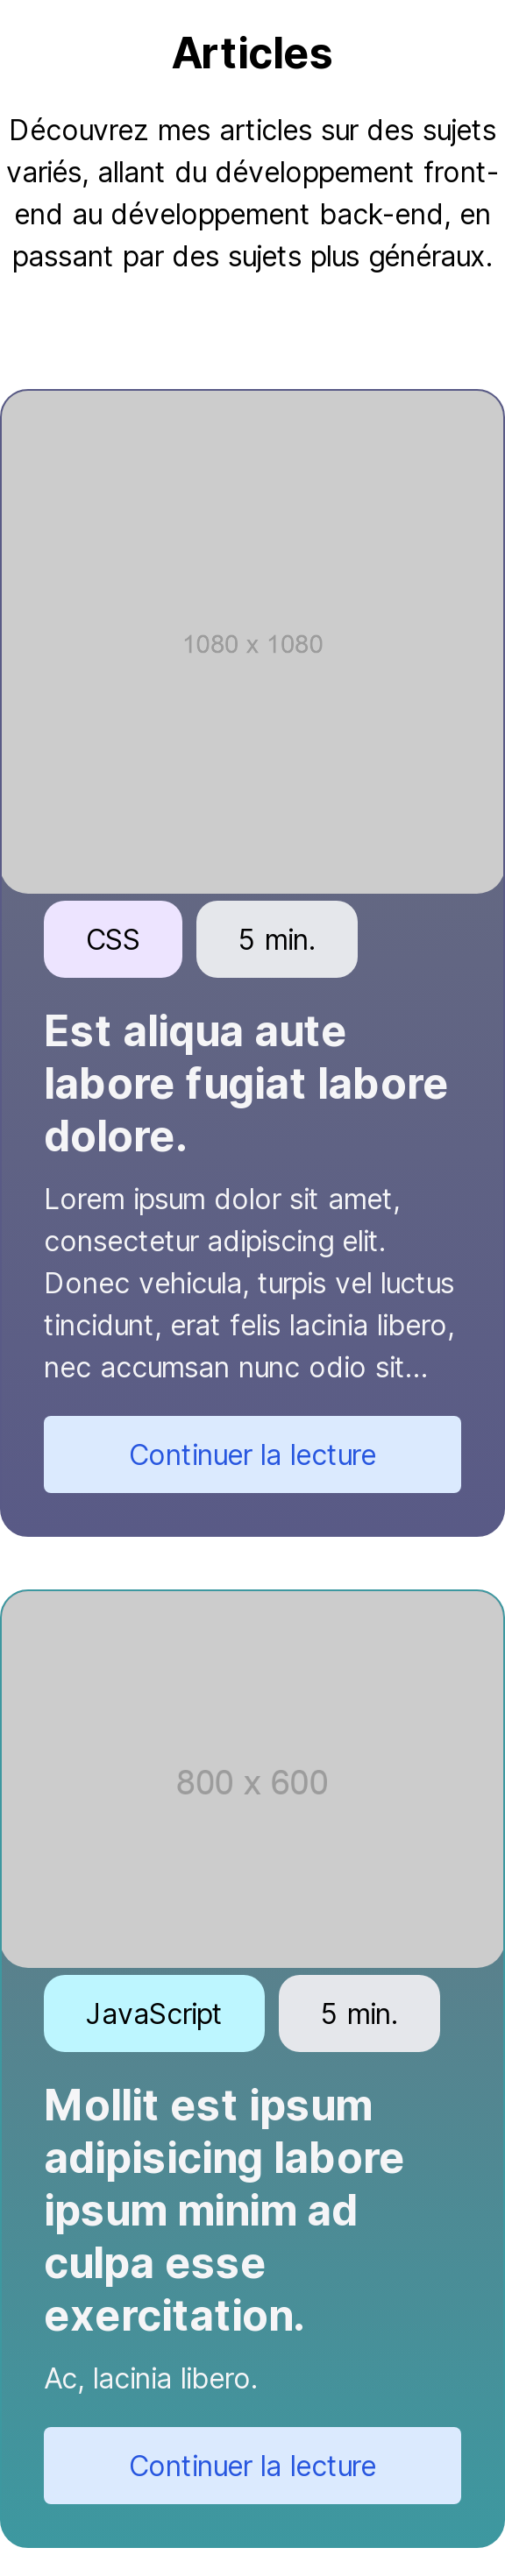 Articles
Découvrez mes articles sur des sujets
variés, allant du développement front-
end au développement back-end, en
passant par des sujets plus généraux.
1080 x 1080
CSS
5 min.
Est aliqua aute
labore fugiat labore
dolore.
Lorem ipsum dolor sit amet,
consectetur adipiscing elit.
Donec vehicula, turpis vel luctus
tincidunt, erat felis lacinia libero,
nec accumsan nunc odio sit...
Continuer la lecture
800 x 600
JavaScript
5 min.
Mollit est ipsum
adipisicing labore
ipsum minim ad
culpa esse
exercitation.
Ac, lacinia libero.
Continuer la lecture